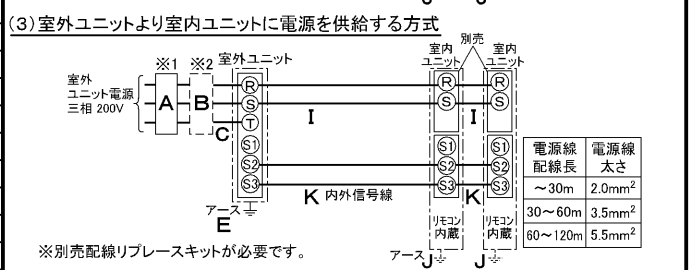 (3)室外ユニットより室内ユニットに電源を供給する方式
※1 ※2 室外ユニット
別売
室内ユニット
室内ユニット
室外
ユニット電源
三相 200V
A
B
C
R
S
T
S1
S2
S3
I
R
S
S1
S2
S3
I
R
S
S1
S2
S3
K 内外信号線
K
アース
E
リモコン内蔵
リモコン内蔵
アース J
J
電源線配線長 電源線太さ
~30m 2.0mm²
30~60m 3.5mm²
60~120m 5.5mm²
※別売配線リプレースキットが必要です。